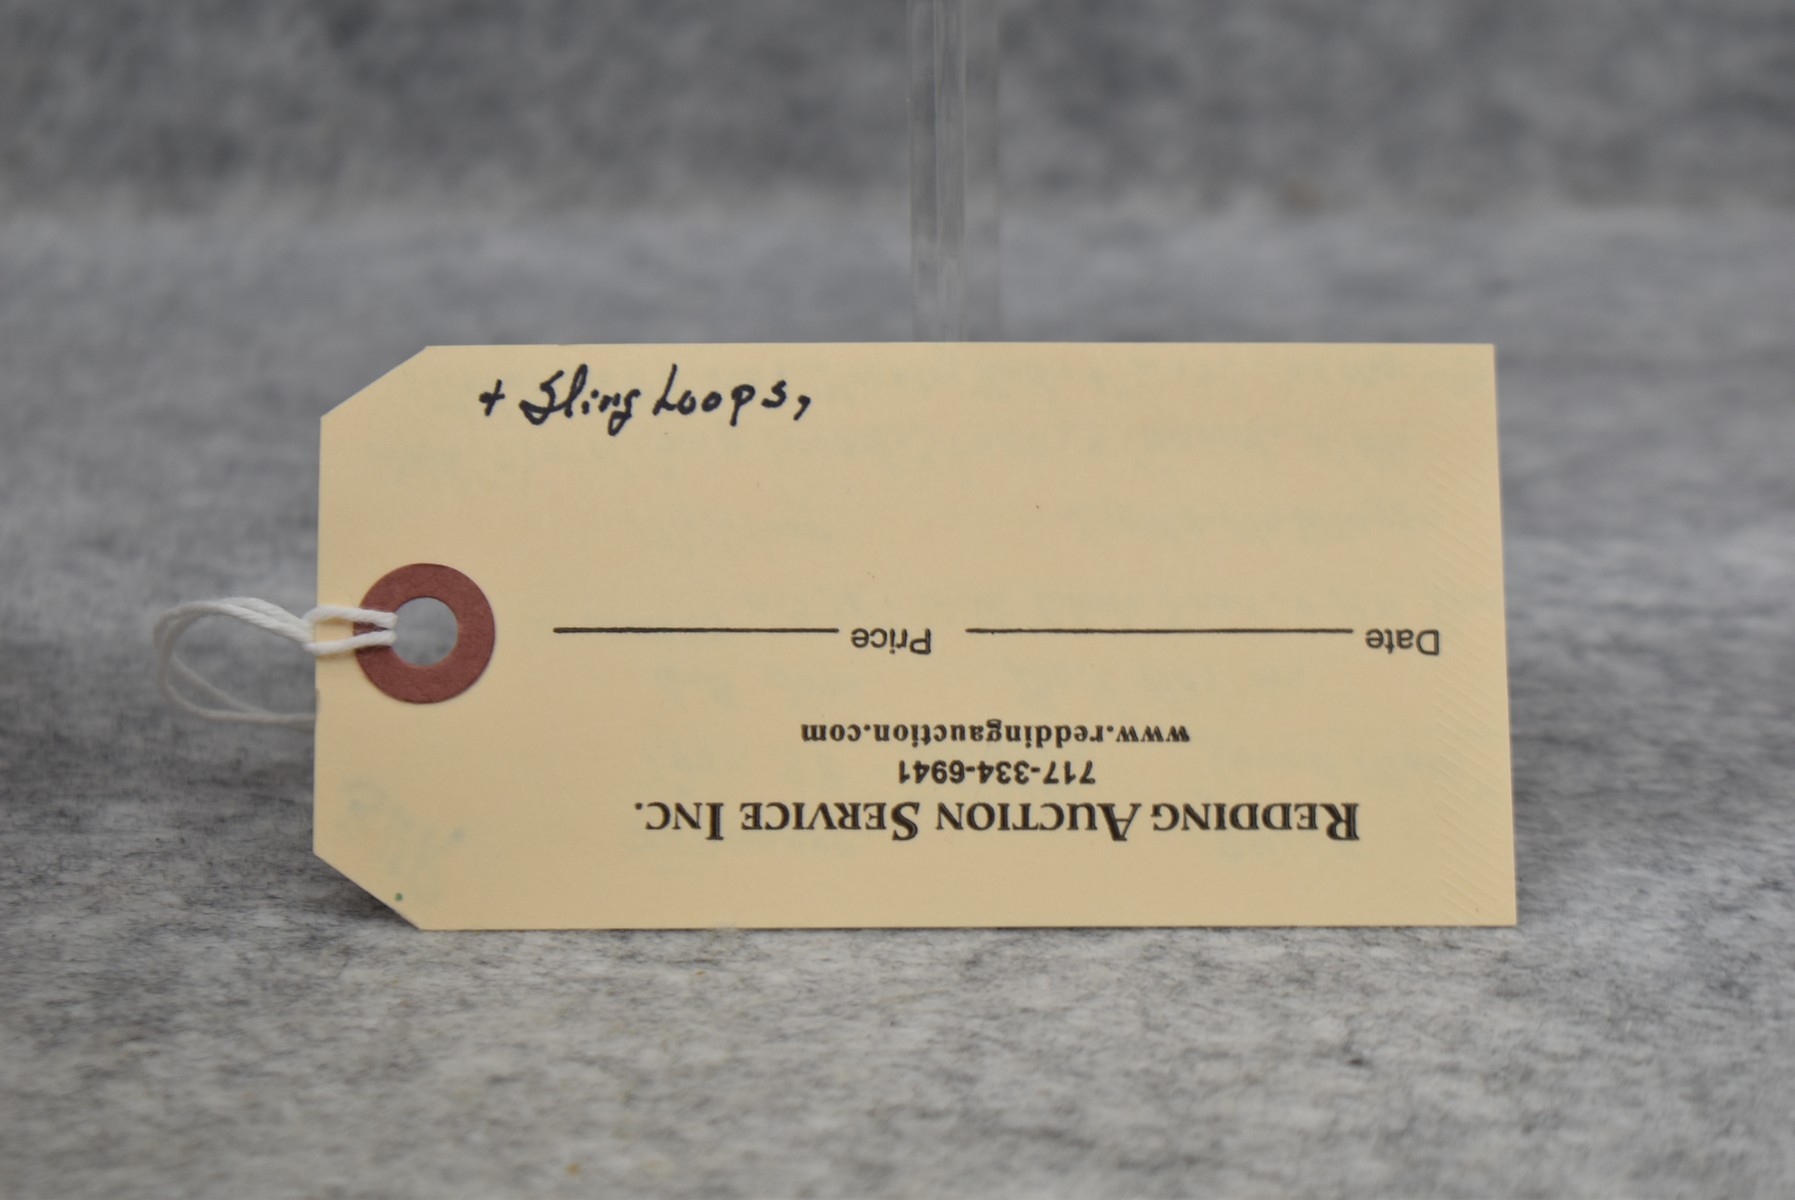 + Sling Loops,
REDDING AUCTION SERVICE INC.
717-334-6941
www.reddingauction.com
Date Price